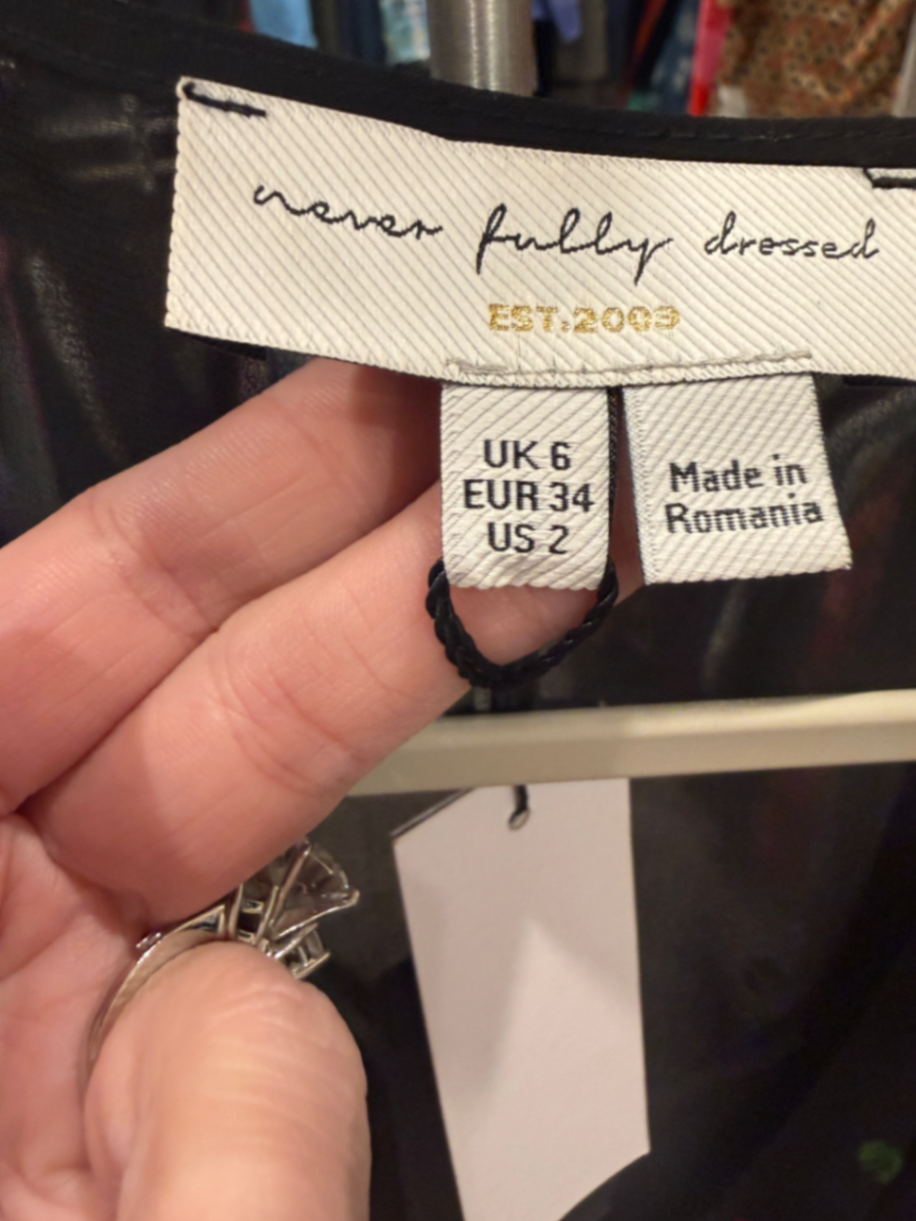 never fully dressed
EST.2009
UK 6
EUR 34
US 2
Made in
Romania